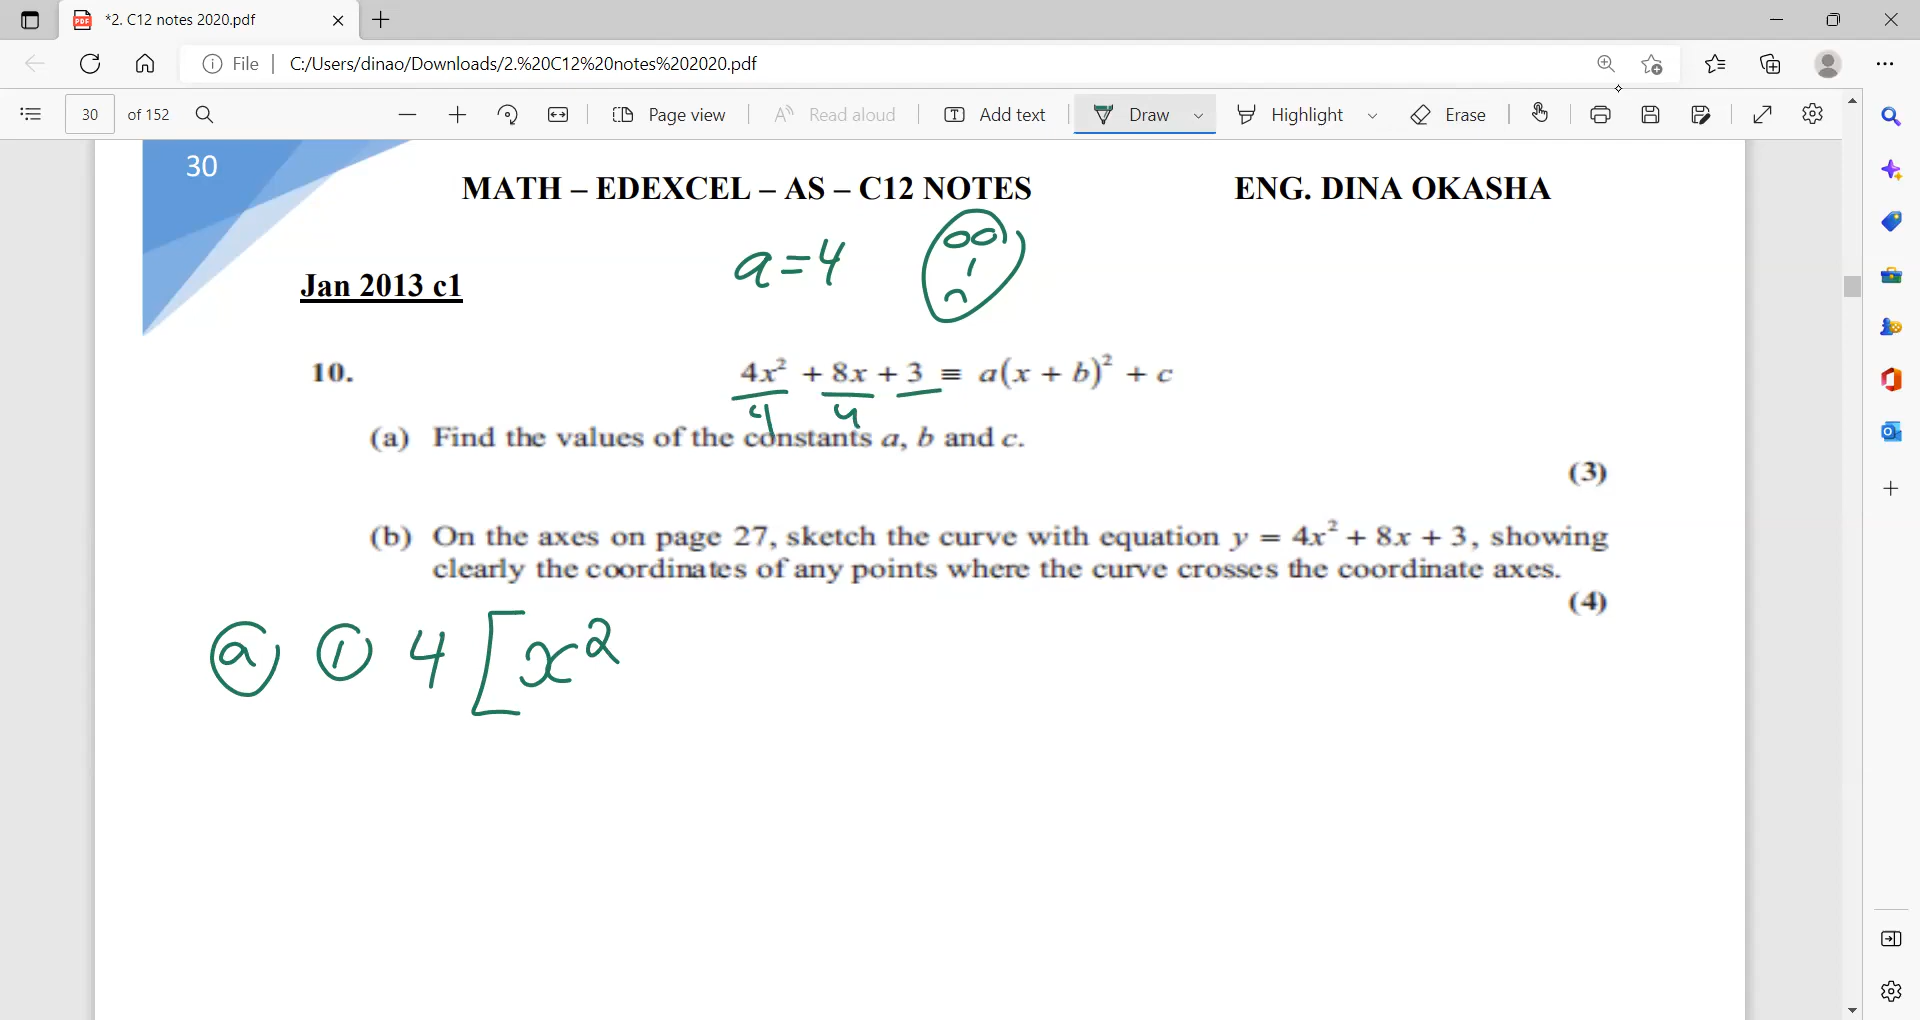 *2. C12 notes 2020.pdf
File | C:/Users/dinao/Downloads/2.%20C12%20notes%202020.pdf
30 of 152 Page view Read aloud Add text Draw Highlight Erase
30
MATH – EDEXCEL – AS – C12 NOTES ENG. DINA OKASHA
a=4
Jan 2013 c1
10. 4x² + 8x + 3 ≡ a(x + b)² + c
4 4
(a) Find the values of the constants a, b and c.
(3)
(b) On the axes on page 27, sketch the curve with equation y = 4x² + 8x + 3, showing
clearly the coordinates of any points where the curve crosses the coordinate axes.
(4)
a ① 4 [x²